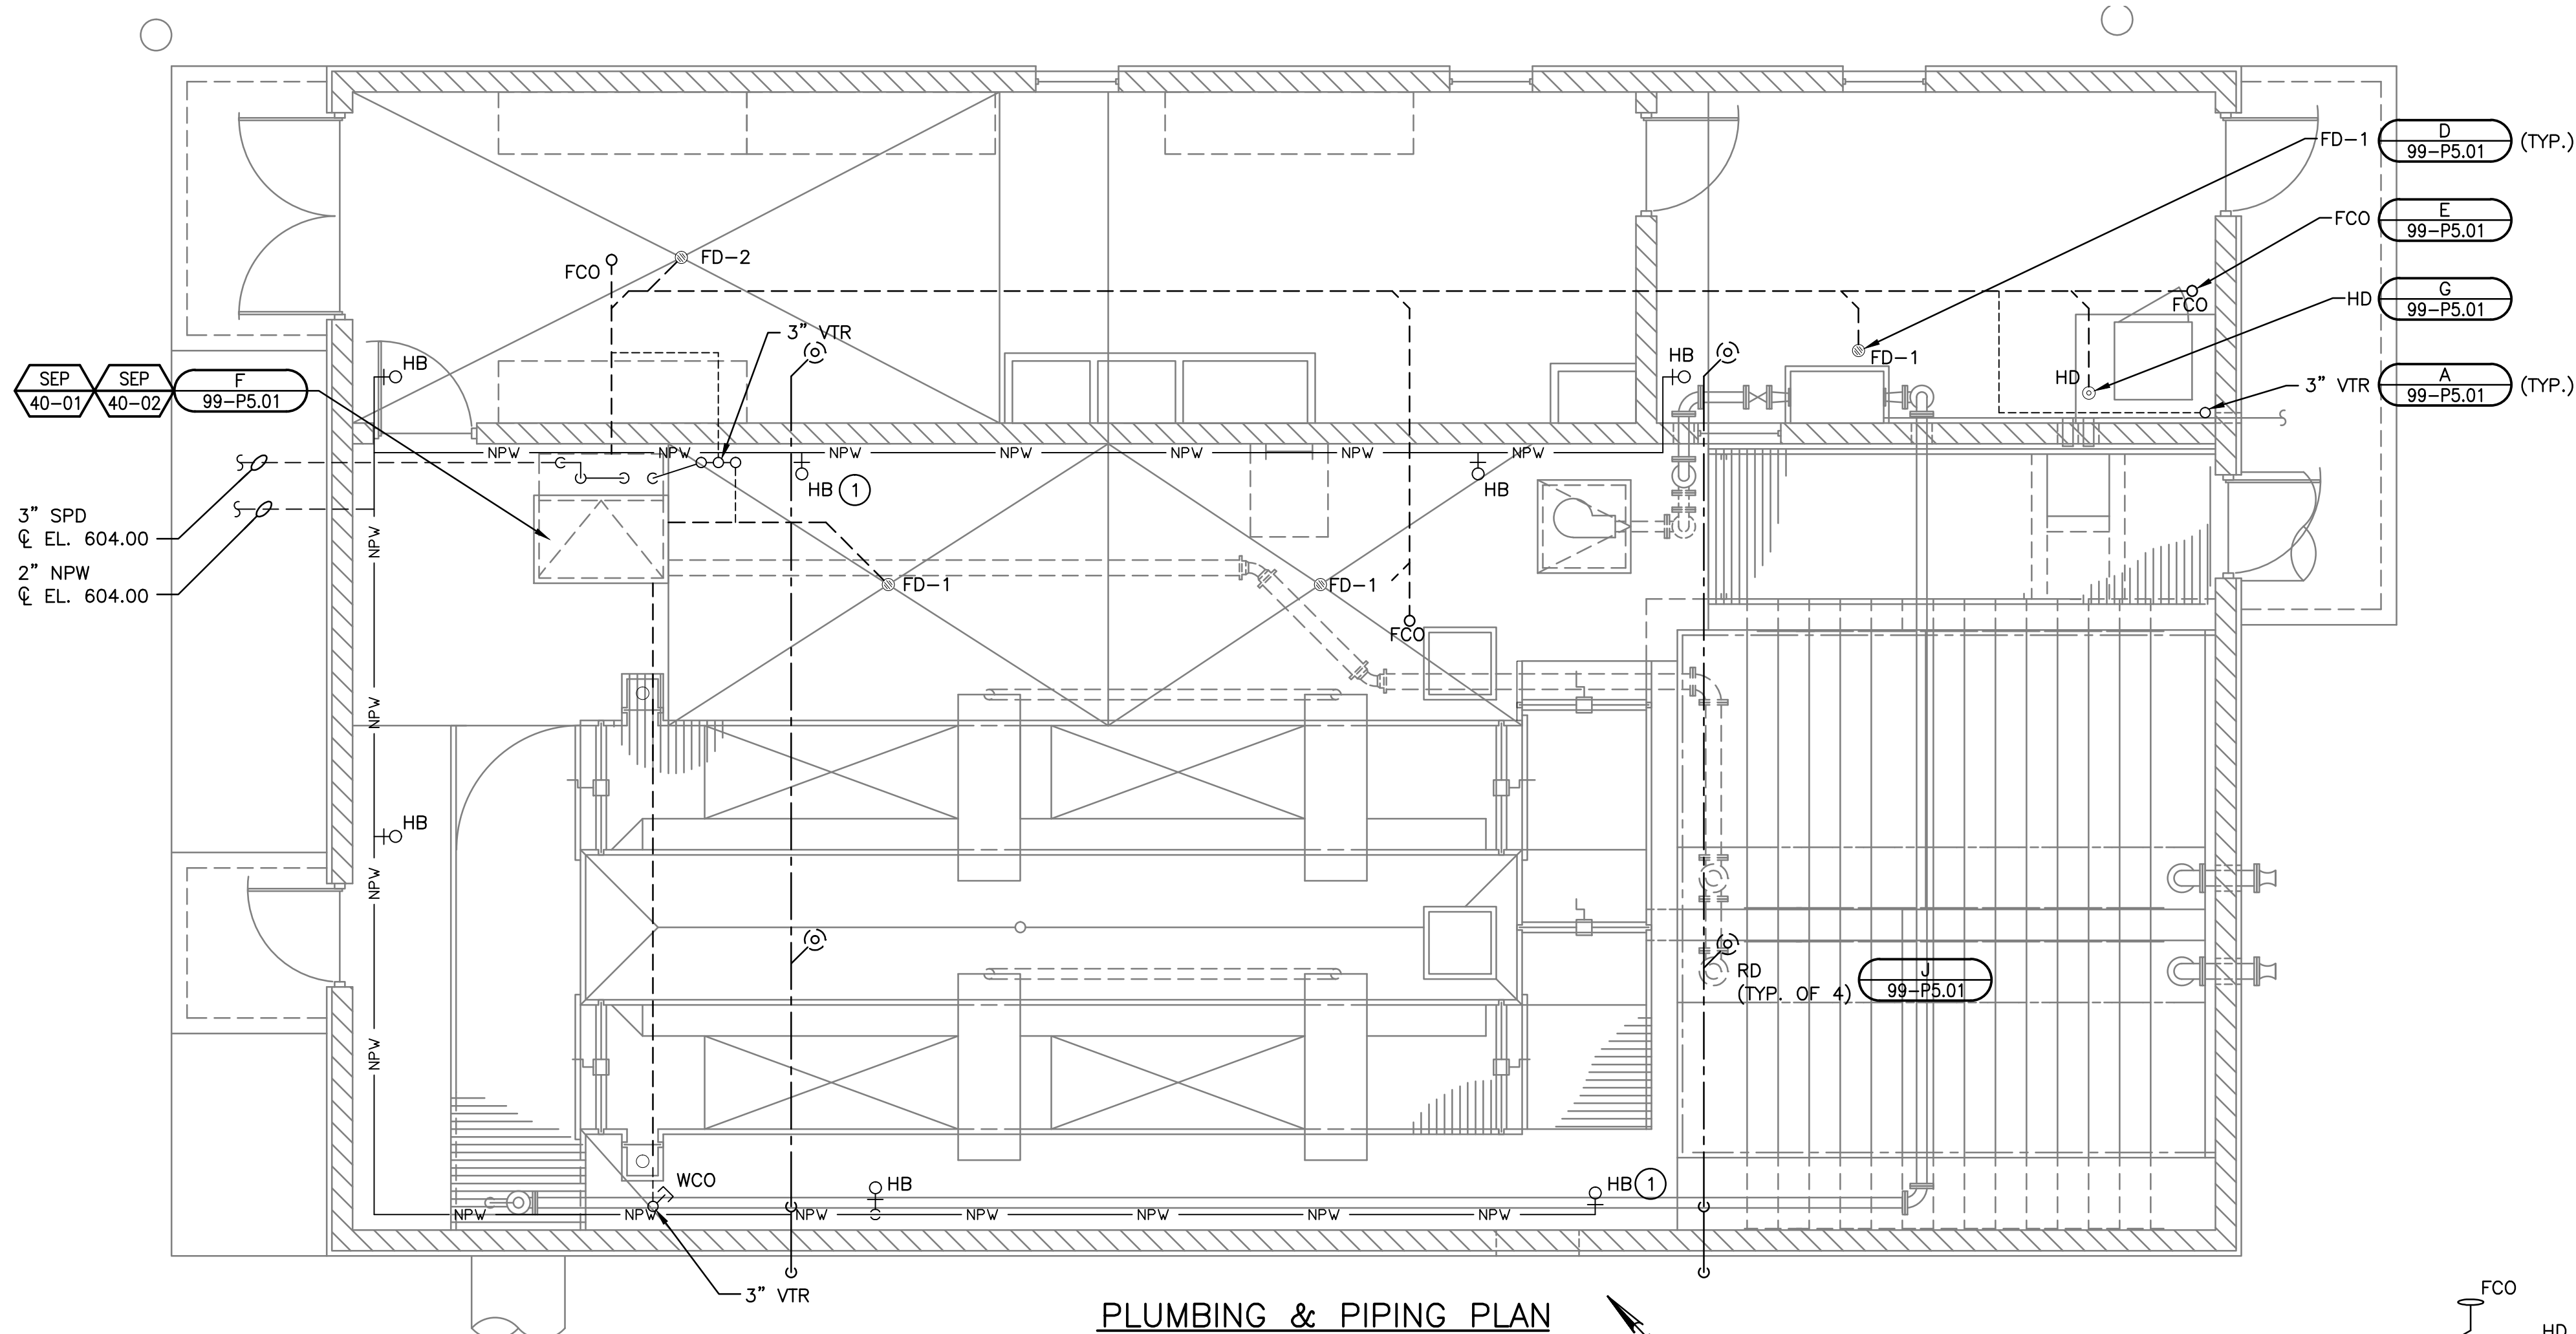 FD-1
D
99-P5.01
(TYP.)
FCO
E
99-P5.01
FD-2
FCO
HD
G
99-P5.01
FCO
3" VTR
HB
HB
FD-1
HD
3" VTR
A
99-P5.01
(TYP.)
SEP
40-01
SEP
40-02
F
99-P5.01
NPW
NPW
NPW
NPW
NPW
NPW
NPW
HB
1
HB
3" SPD
℄ EL. 604.00
NPW
2" NPW
℄ EL. 604.00
FD-1
FD-1
FCO
NPW
HB
NPW
RD
(TYP. OF 4)
J
99-P5.01
NPW
WCO
HB
HB
1
NPW
NPW
NPW
NPW
NPW
NPW
NPW
3" VTR
PLUMBING & PIPING PLAN
FCO
HD